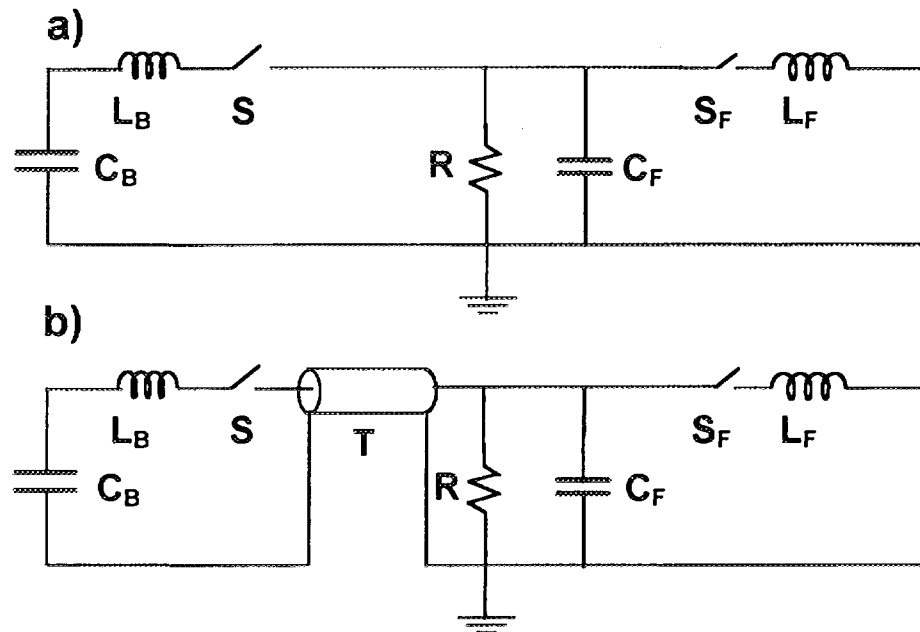 a)
L_B S S_F L_F
C_B R C_F
b)
L_B S T S_F L_F
C_B R C_F